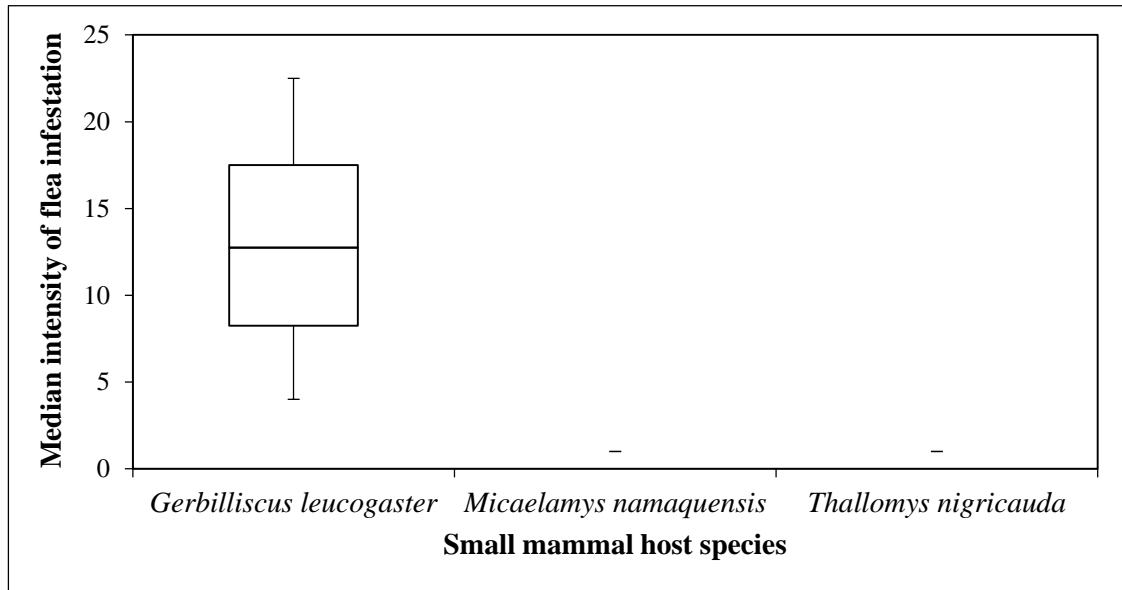 Median intensity of flea infestation
25
20
15
10
5
0
Gerbilliscus leucogaster Micaelamys namaquensis Thallomys nigricauda
Small mammal host species